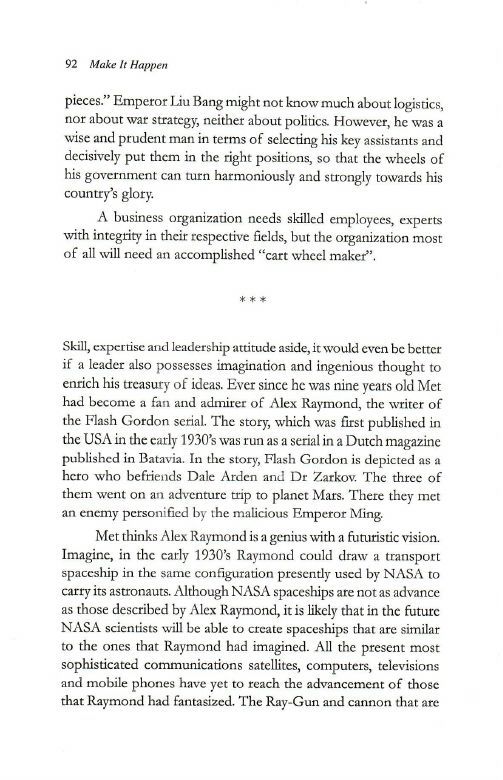 92 Make It Happen
pieces.” Emperor Liu Bang might not know much about logistics,
nor about war strategy, neither about politics. However, he was a
wise and prudent man in terms of selecting his key assistants and
decisively put them in the right positions, so that the wheels of
his government can turn harmoniously and strongly towards his
country’s glory.
A business organization needs skilled employees, experts
with integrity in their respective fields, but the organization most
of all will need an accomplished “cart wheel maker”.
* * *
Skill, expertise and leadership attitude aside, it would even be better
if a leader also possesses imagination and ingenious thought to
enrich his treasury of ideas. Ever since he was nine years old Met
had become a fan and admirer of Alex Raymond, the writer of
the Flash Gordon serial. The story, which was first published in
the USA in the early 1930’s was run as a serial in a Dutch magazine
published in Batavia. In the story, Flash Gordon is depicted as a
hero who befriends Dale Arden and Dr Zarkov. The three of
them went on an adventure trip to planet Mars. There they met
an enemy personified by the malicious Emperor Ming.
Met thinks Alex Raymond is a genius with a futuristic vision.
Imagine, in the early 1930’s Raymond could draw a transport
spaceship in the same configuration presently used by NASA to
carry its astronauts. Although NASA spaceships are not as advance
as those described by Alex Raymond, it is likely that in the future
NASA scientists will be able to create spaceships that are similar
to the ones that Raymond had imagined. All the present most
sophisticated communications satellites, computers, televisions
and mobile phones have yet to reach the advancement of those
that Raymond had fantasized. The Ray-Gun and cannon that are